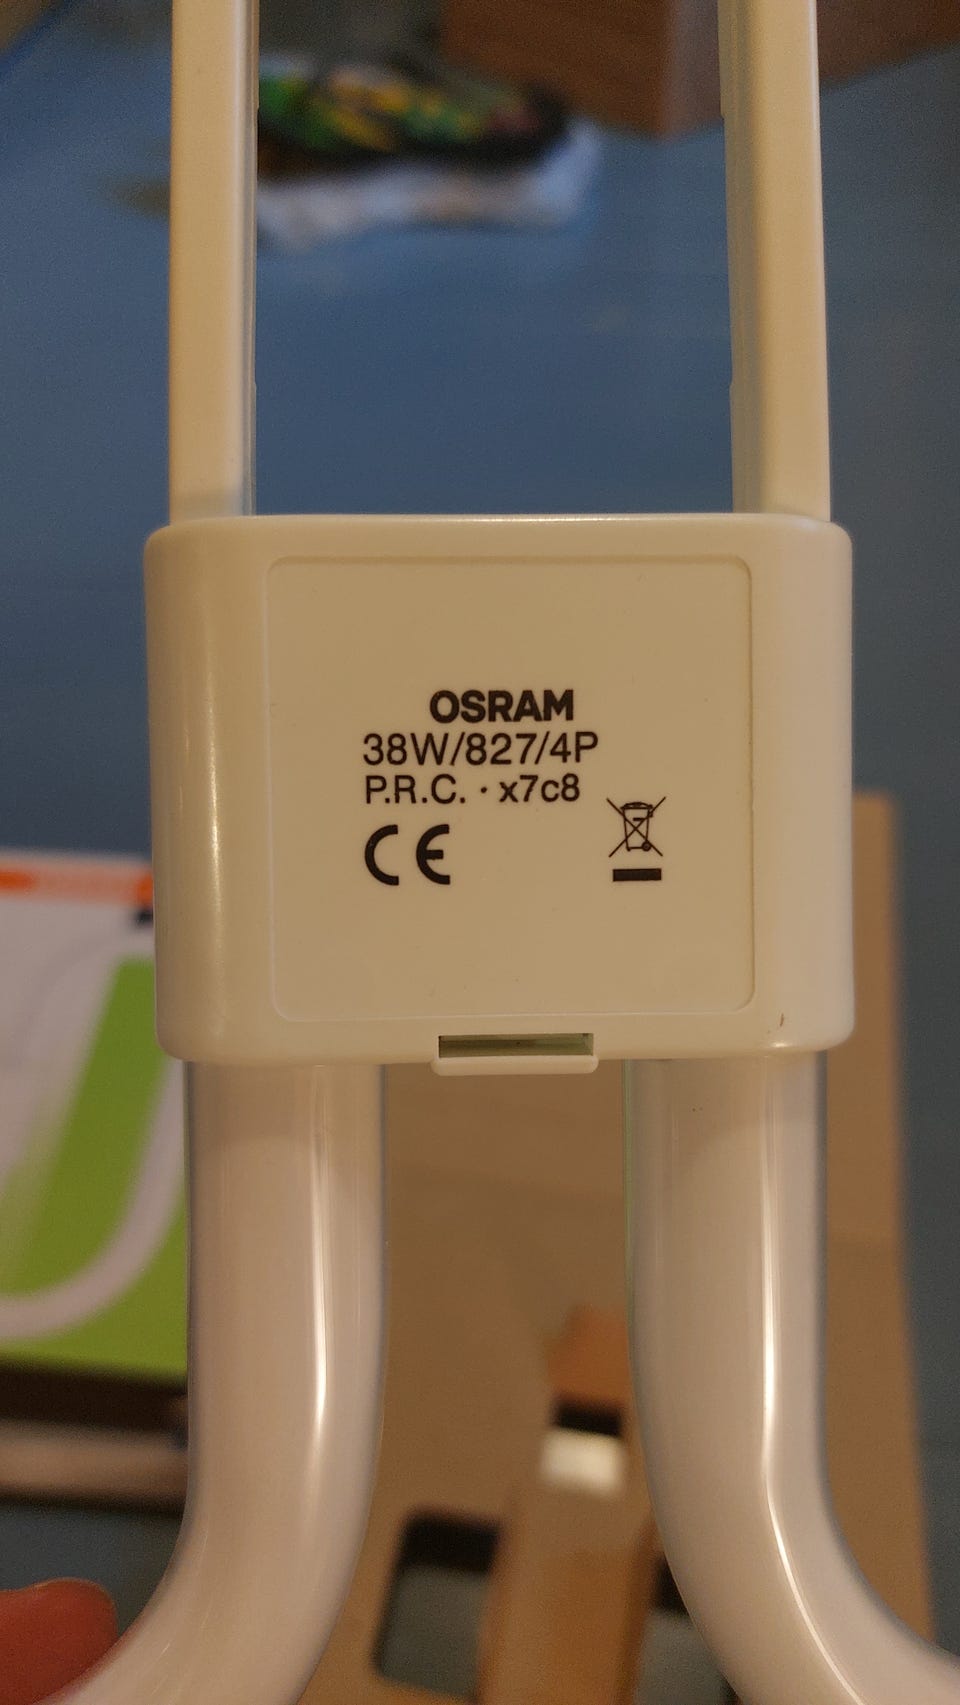 OSRAM
38W/827/4P
P.R.C. · x7c8
CE